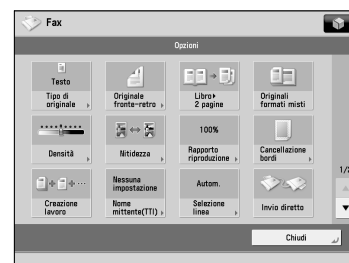 Fax
Opzioni
Testo
Tipo di
originale
Originale
fronte-retro
Libro
2 pagine
Originali
formati misti
Densità
Nitidezza
100%
Rapporto
riproduzione
Cancellazione
bordi
1/2
Creazione
lavoro
Nessuna
impostazione
Nome
mittente(TTI)
Autom.
Selezione
linea
Invio diretto
Chiudi